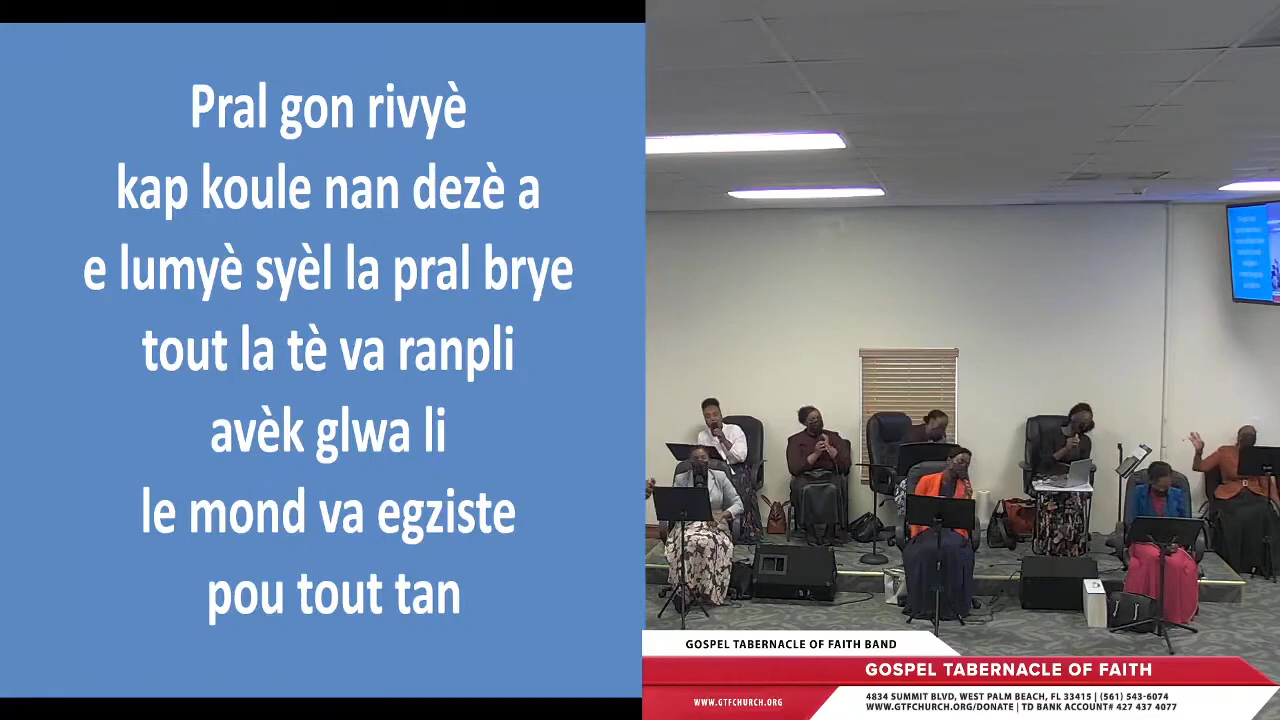 Pral gon rivyè
kap koule nan dezè a
e lumyè syèl la pral brye
tout la tè va ranpli
avèk glwa li
le mond va egziste
pou tout tan
GOSPEL TABERNACLE OF FAITH BAND
GOSPEL TABERNACLE OF FAITH
WWW.GTFCHURCH.ORG
4834 SUMMIT BLVD, WEST PALM BEACH, FL 33415 | (561) 543-6074
WWW.GTFCHURCH.ORG/DONATE | TD BANK ACCOUNT# 427 437 4077